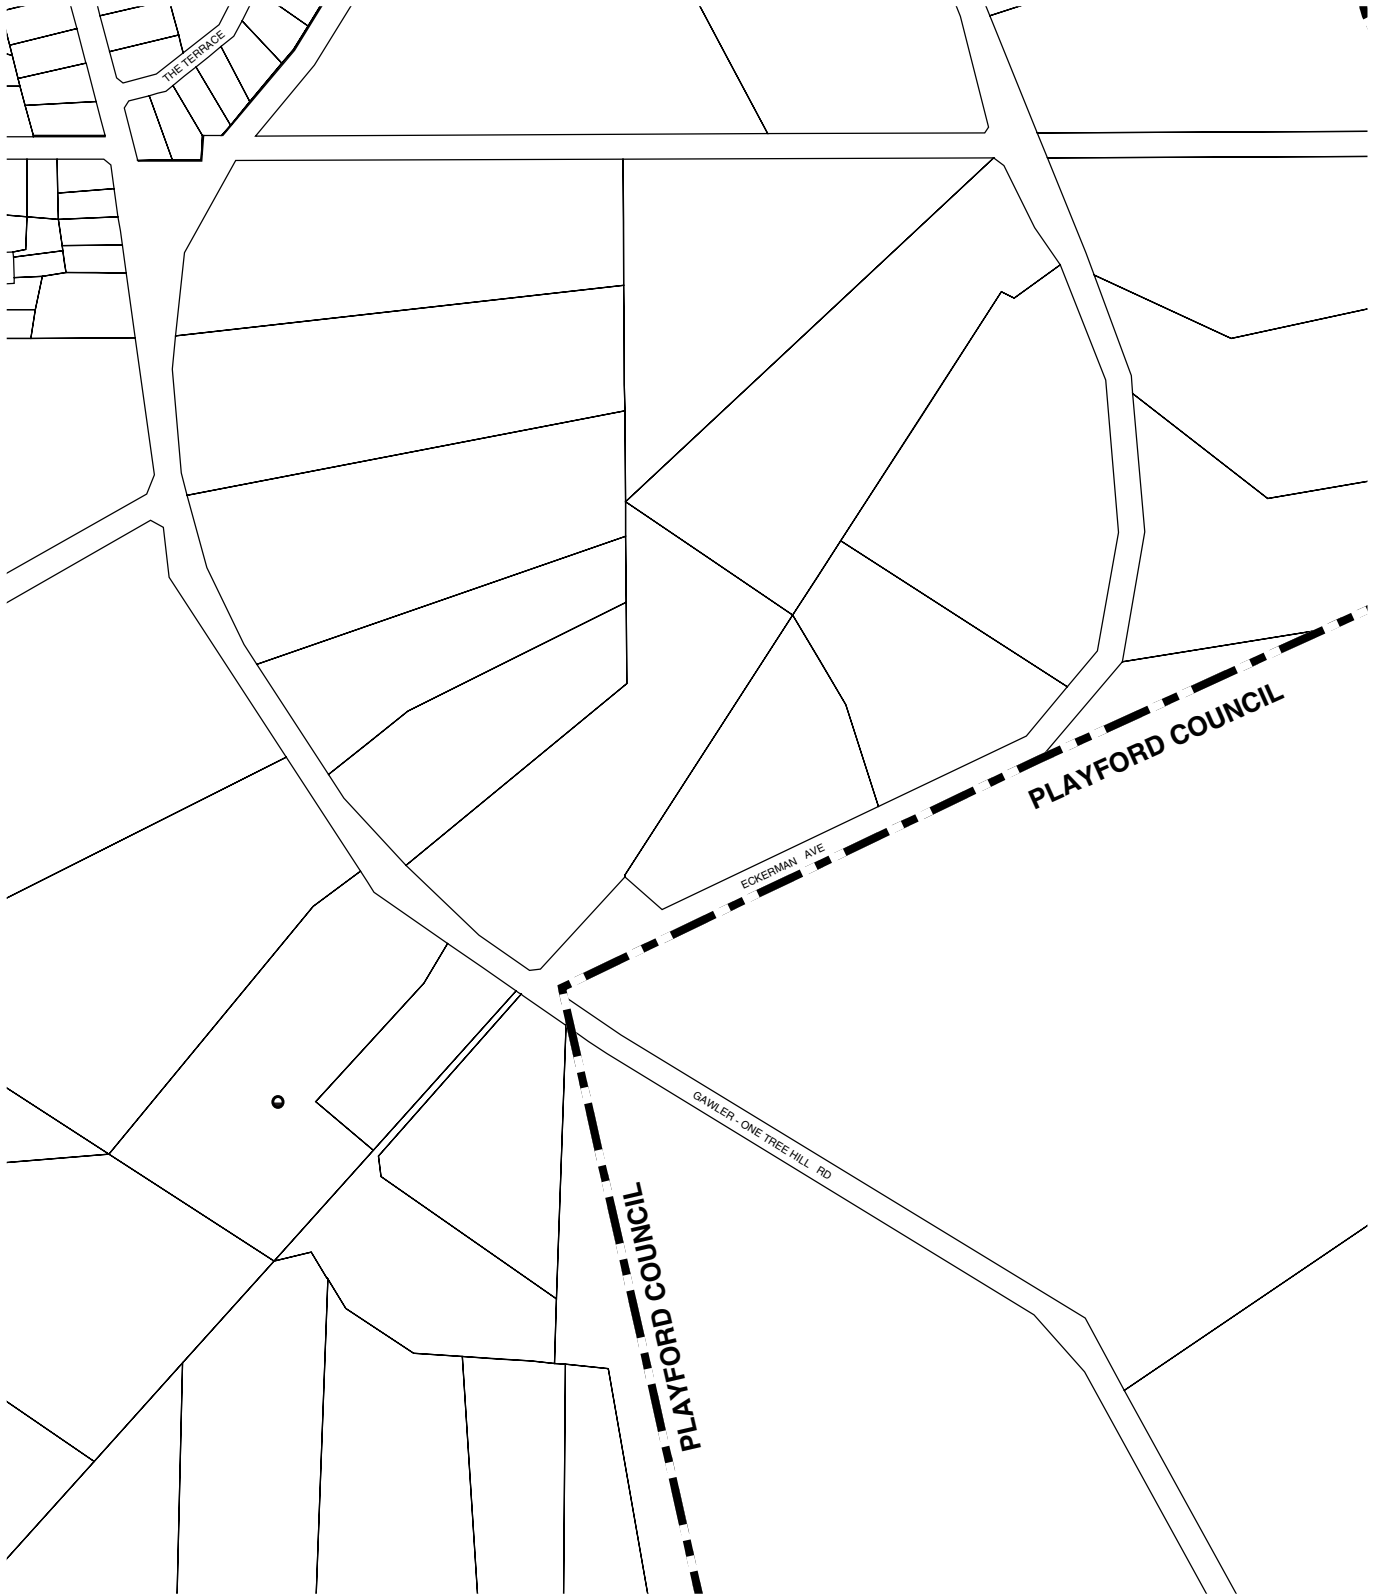 THE TERRACE
PLAYFORD COUNCIL
ECKERMAN AVE
GAWLER - ONE TREE HILL RD
PLAYFORD COUNCIL